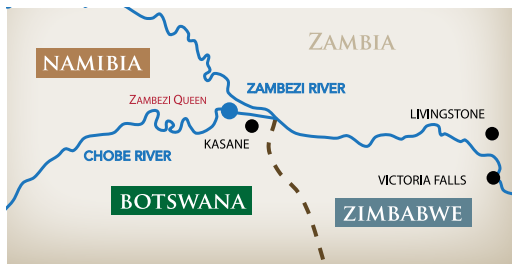 ZAMBIA
NAMIBIA
ZAMBEZI RIVER
ZAMBEZI QUEEN
LIVINGSTONE
KASANE
CHOBE RIVER
VICTORIA FALLS
BOTSWANA
ZIMBABWE